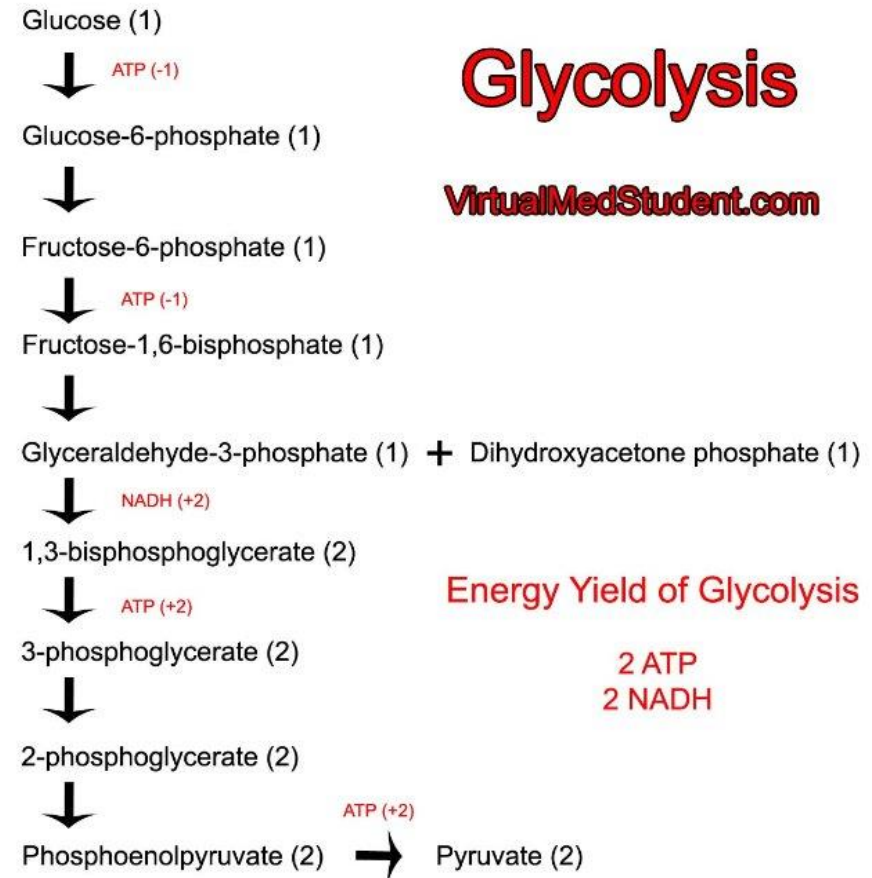 Glucose (1)
ATP (-1)
Glycolysis
Glucose-6-phosphate (1)
VirtualMedStudent.com
Fructose-6-phosphate (1)
ATP (-1)
Fructose-1,6-bisphosphate (1)
Glyceraldehyde-3-phosphate (1) + Dihydroxyacetone phosphate (1)
NADH (+2)
1,3-bisphosphoglycerate (2)
ATP (+2)
3-phosphoglycerate (2)
2-phosphoglycerate (2)
Energy Yield of Glycolysis
2 ATP
2 NADH
ATP (+2)
Phosphoenolpyruvate (2)
Pyruvate (2)